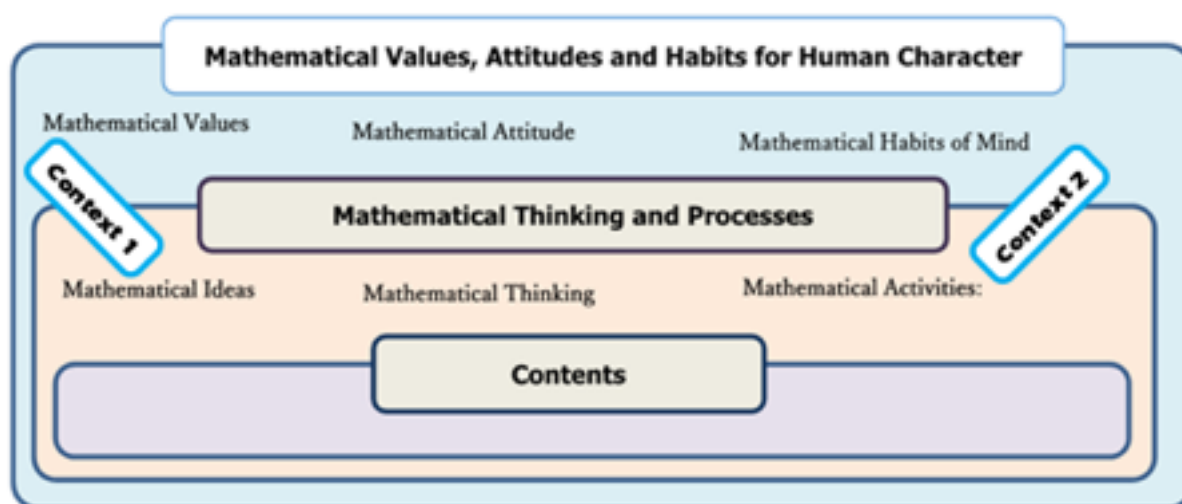 Mathematical Values, Attitudes and Habits for Human Character
Mathematical Values
Mathematical Attitude
Mathematical Habits of Mind
Context 1
Context 2
Mathematical Thinking and Processes
Mathematical Ideas
Mathematical Thinking
Mathematical Activities:
Contents